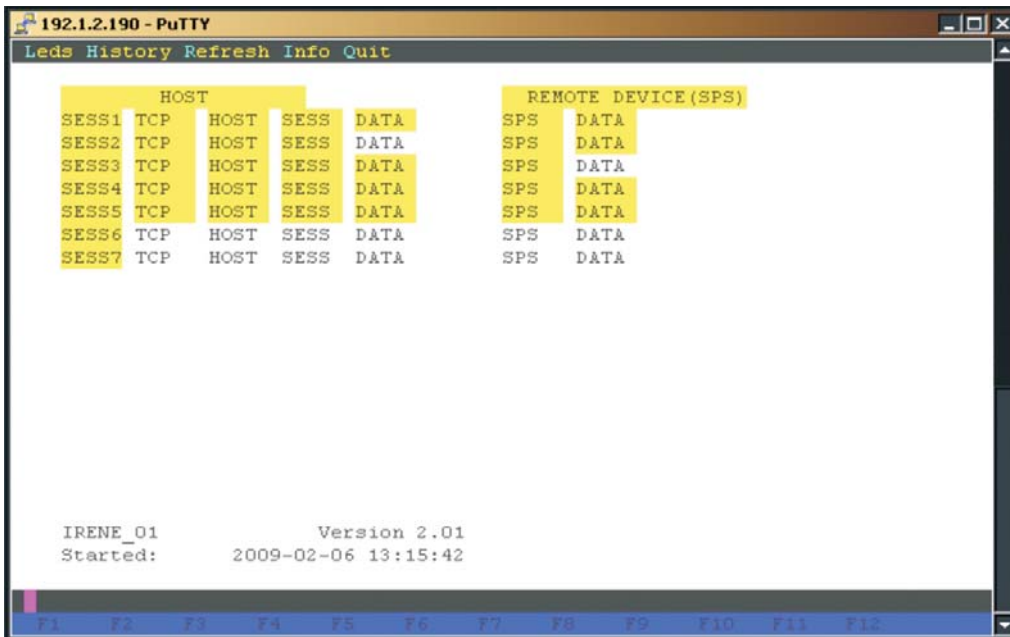 192.1.2.190 - PuTTY
Leds History Refresh Info Quit
HOST REMOTE DEVICE(SPS)
SESS1 TCP HOST SESS DATA SPS DATA
SESS2 TCP HOST SESS DATA SPS DATA
SESS3 TCP HOST SESS DATA SPS DATA
SESS4 TCP HOST SESS DATA SPS DATA
SESS5 TCP HOST SESS DATA SPS DATA
SESS6 TCP HOST SESS DATA SPS DATA
SESS7 TCP HOST SESS DATA SPS DATA
IRENE_01 Version 2.01
Started: 2009-02-06 13:15:42
F1 F2 F3 F4 F5 F6 F7 F8 F9 F10 F11 F12